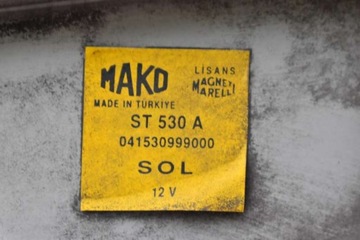 MAKO
LISANS
MAGNETI
MARELLI
MADE IN TÜRKIYE
ST 530 A
041530999000
SOL
12 V